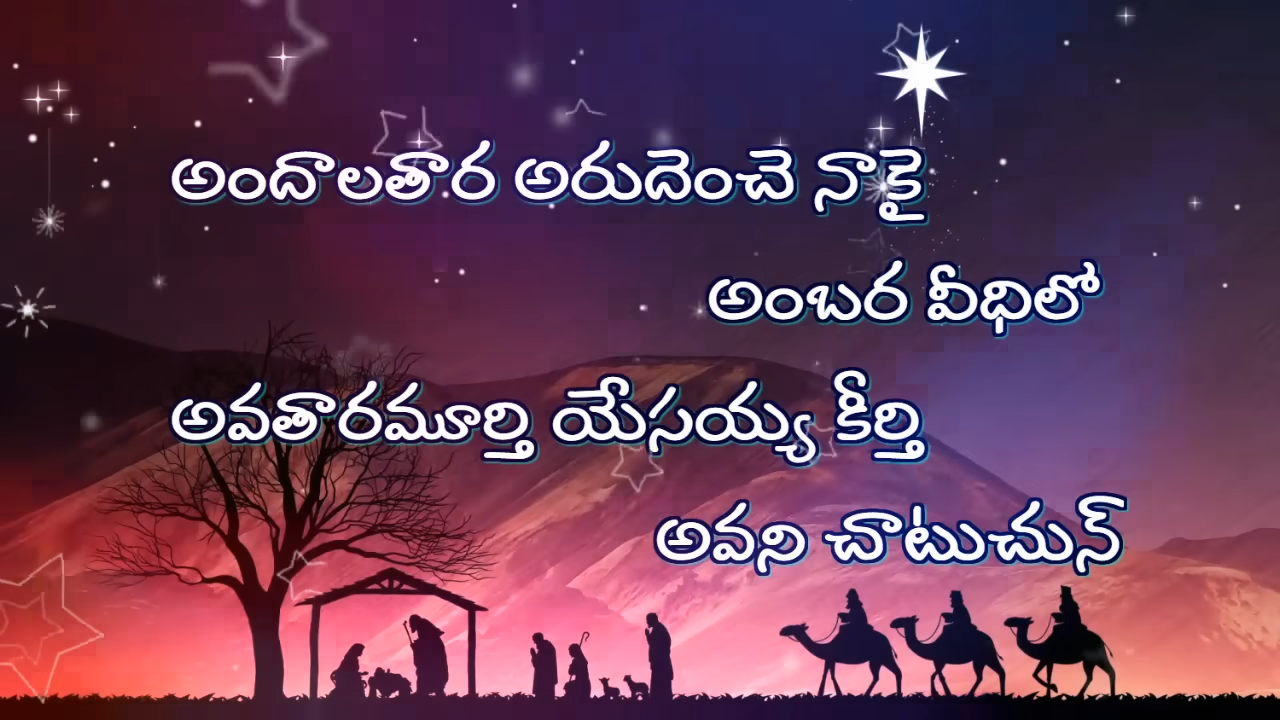 అందాలతార అరుదెంచే నాకై
అంబర వీధిలో
అవతారమూర్తి యేసయ్య కీర్తి
అవని చాటుచున్